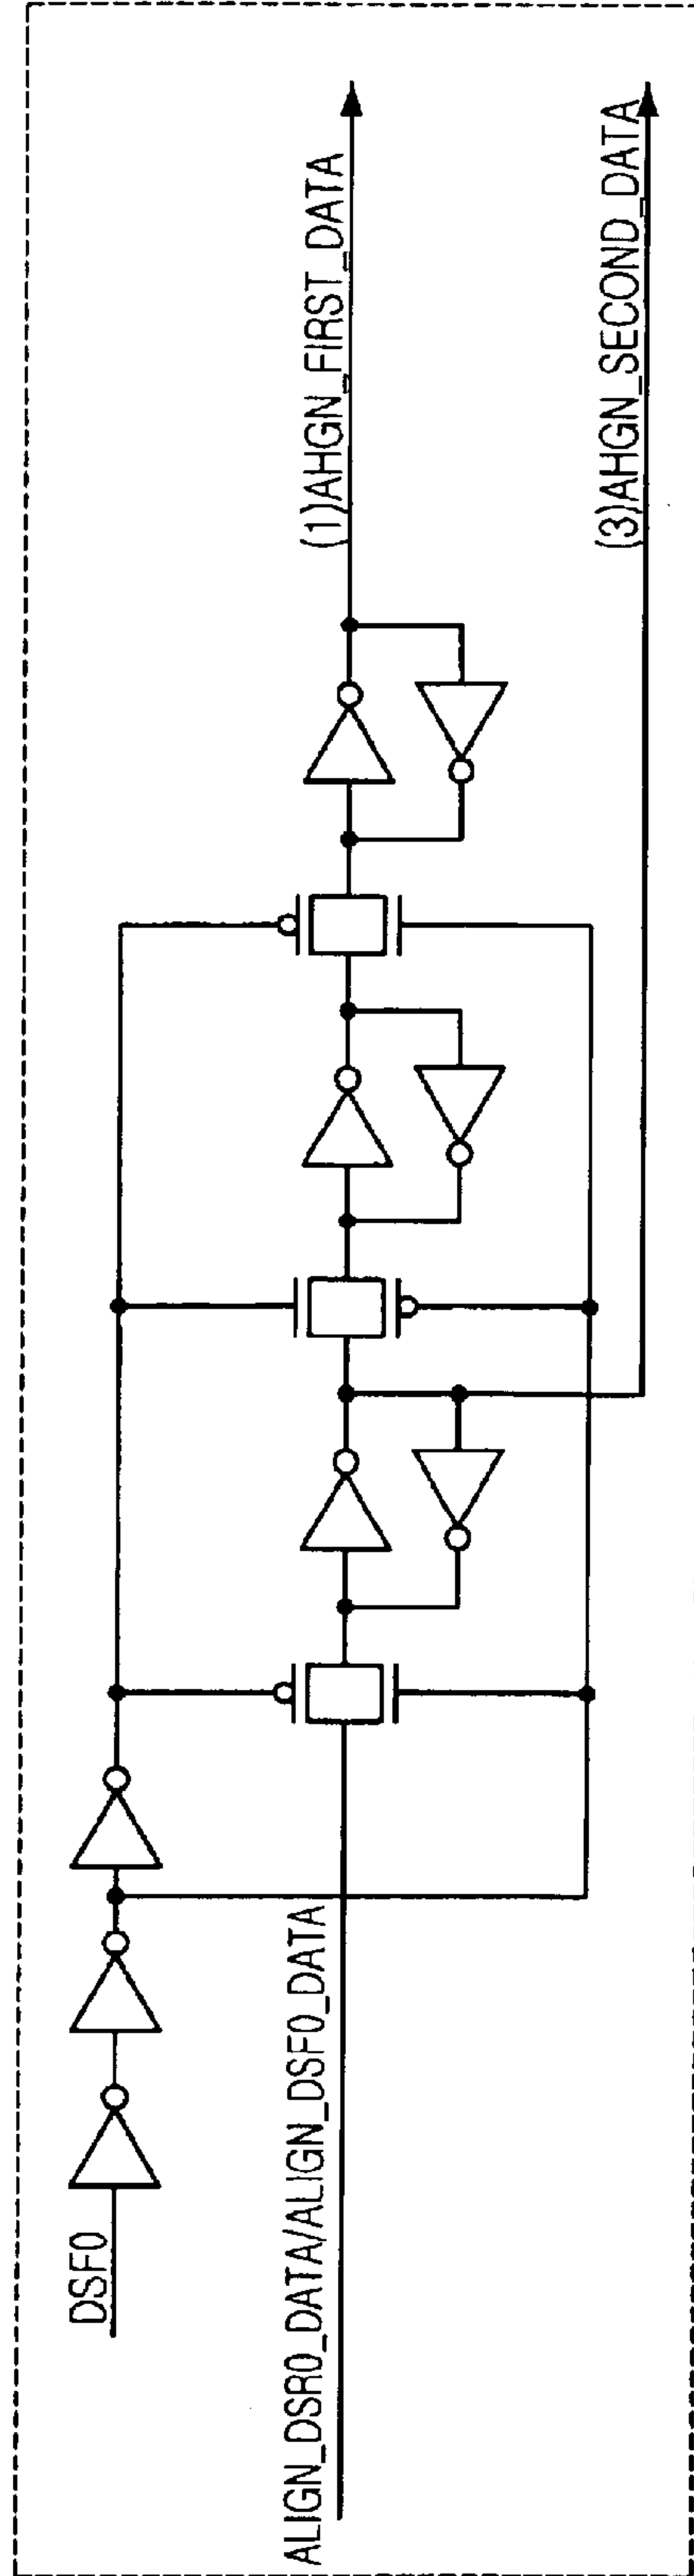 DSF0
ALIGN_DSR0_DATA/ALIGN_DSF0_DATA
(1)AHGN_FIRST_DATA
(3)AHGN_SECOND_DATA